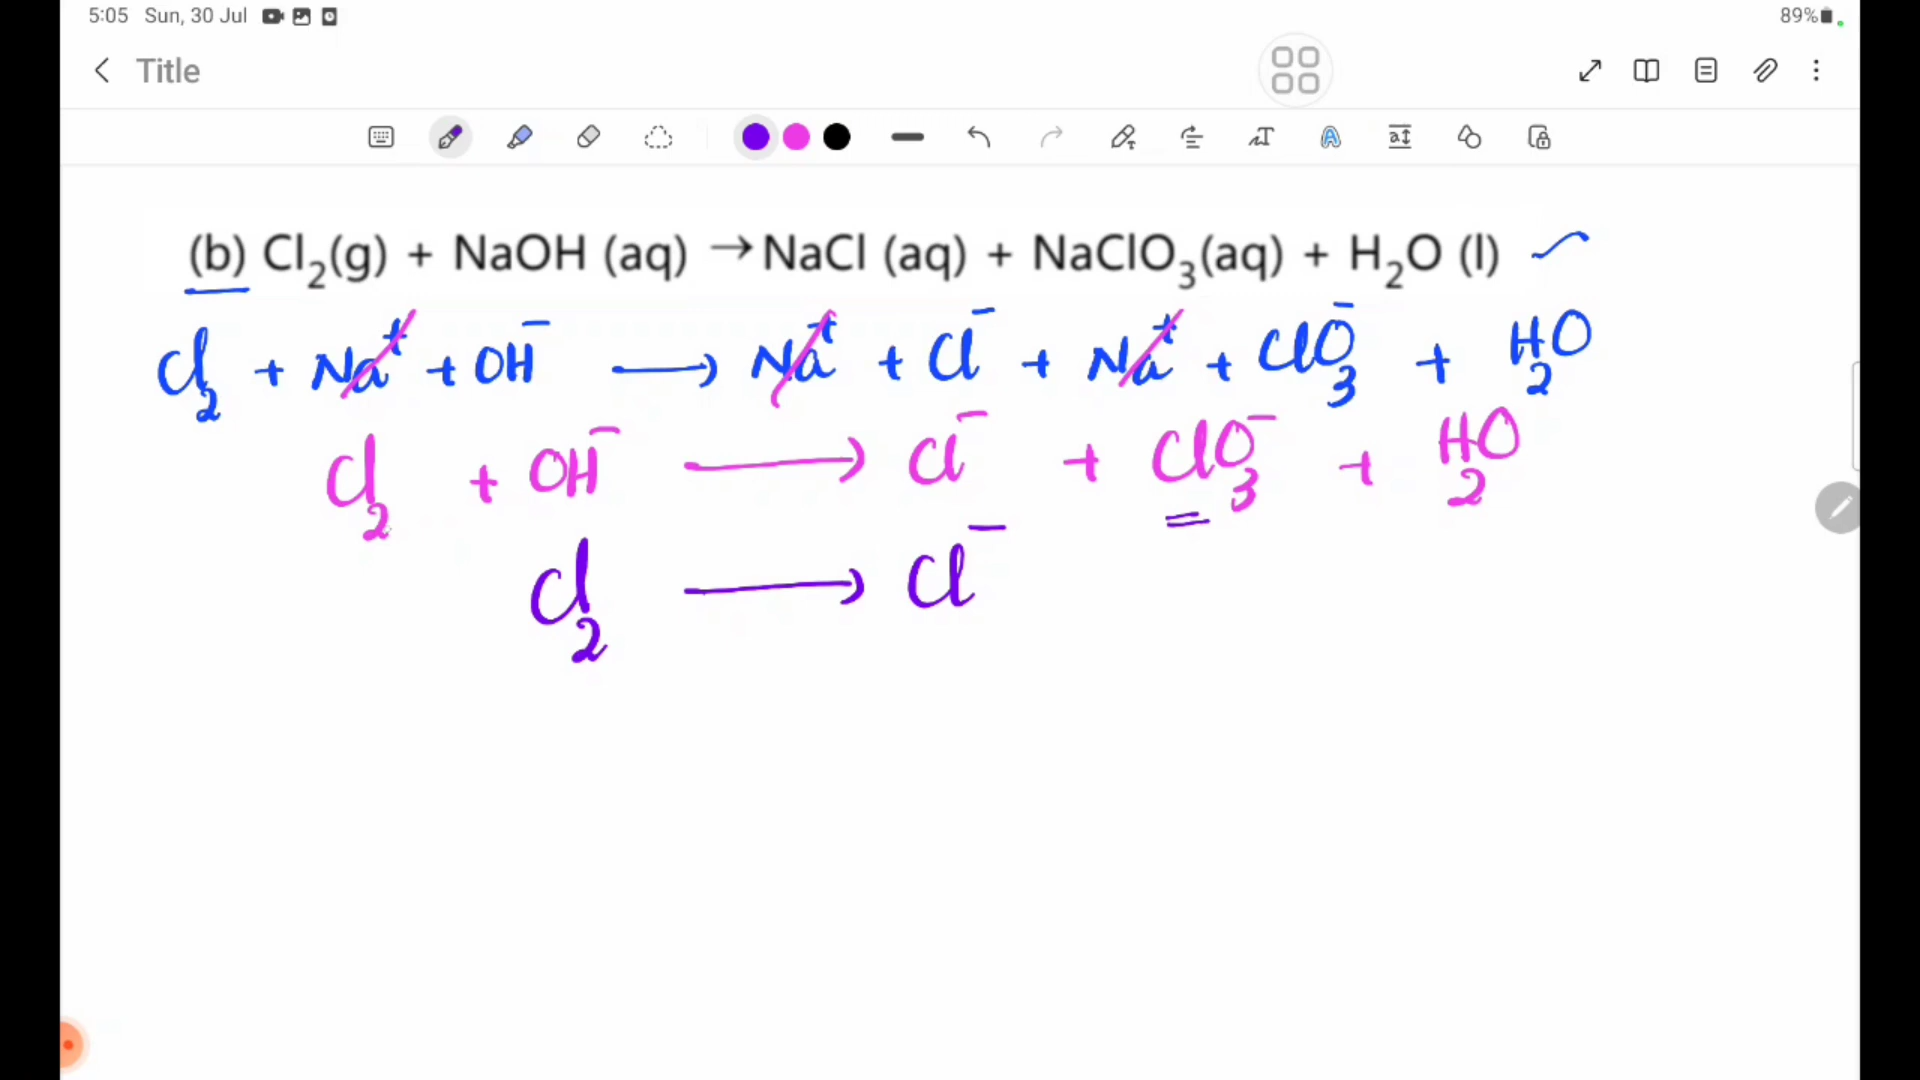 5:05 Sun, 30 Jul 89%
Title
(b) Cl₂(g) + NaOH (aq) → NaCl (aq) + NaClO₃(aq) + H₂O (l)
Cl₂ + Na⁺ + OH⁻ → Na⁺ + Cl⁻ + Na⁺ + ClO₃⁻ + H₂O
Cl₂ + OH⁻ → Cl⁻ + ClO₃⁻ + H₂O
Cl₂ → Cl⁻